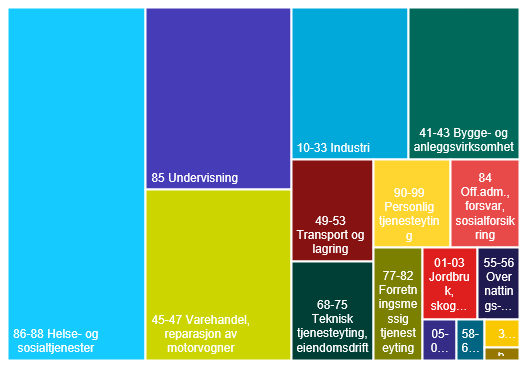 86-88 Helse- og
sosialtjenester
85 Undervisning
45-47 Varehandel,
reparasjon av
motorvogner
10-33 Industri
41-43 Bygge- og
anleggsvirksomhet
49-53
Transport og
lagring
68-75
Teknisk
tjenesteyting,
eiendomsdrift
90-99
Personlig
tjenesteytin
g
84
Off.adm.,
forsvar,
sosialforsik
ring
77-82
Forretn
ingsme
ssig
tjenest
eyting
01-03
Jordbru
k,
skog...
55-56
Over
nattin
gs-...
05-
0...
58-
6...
3...